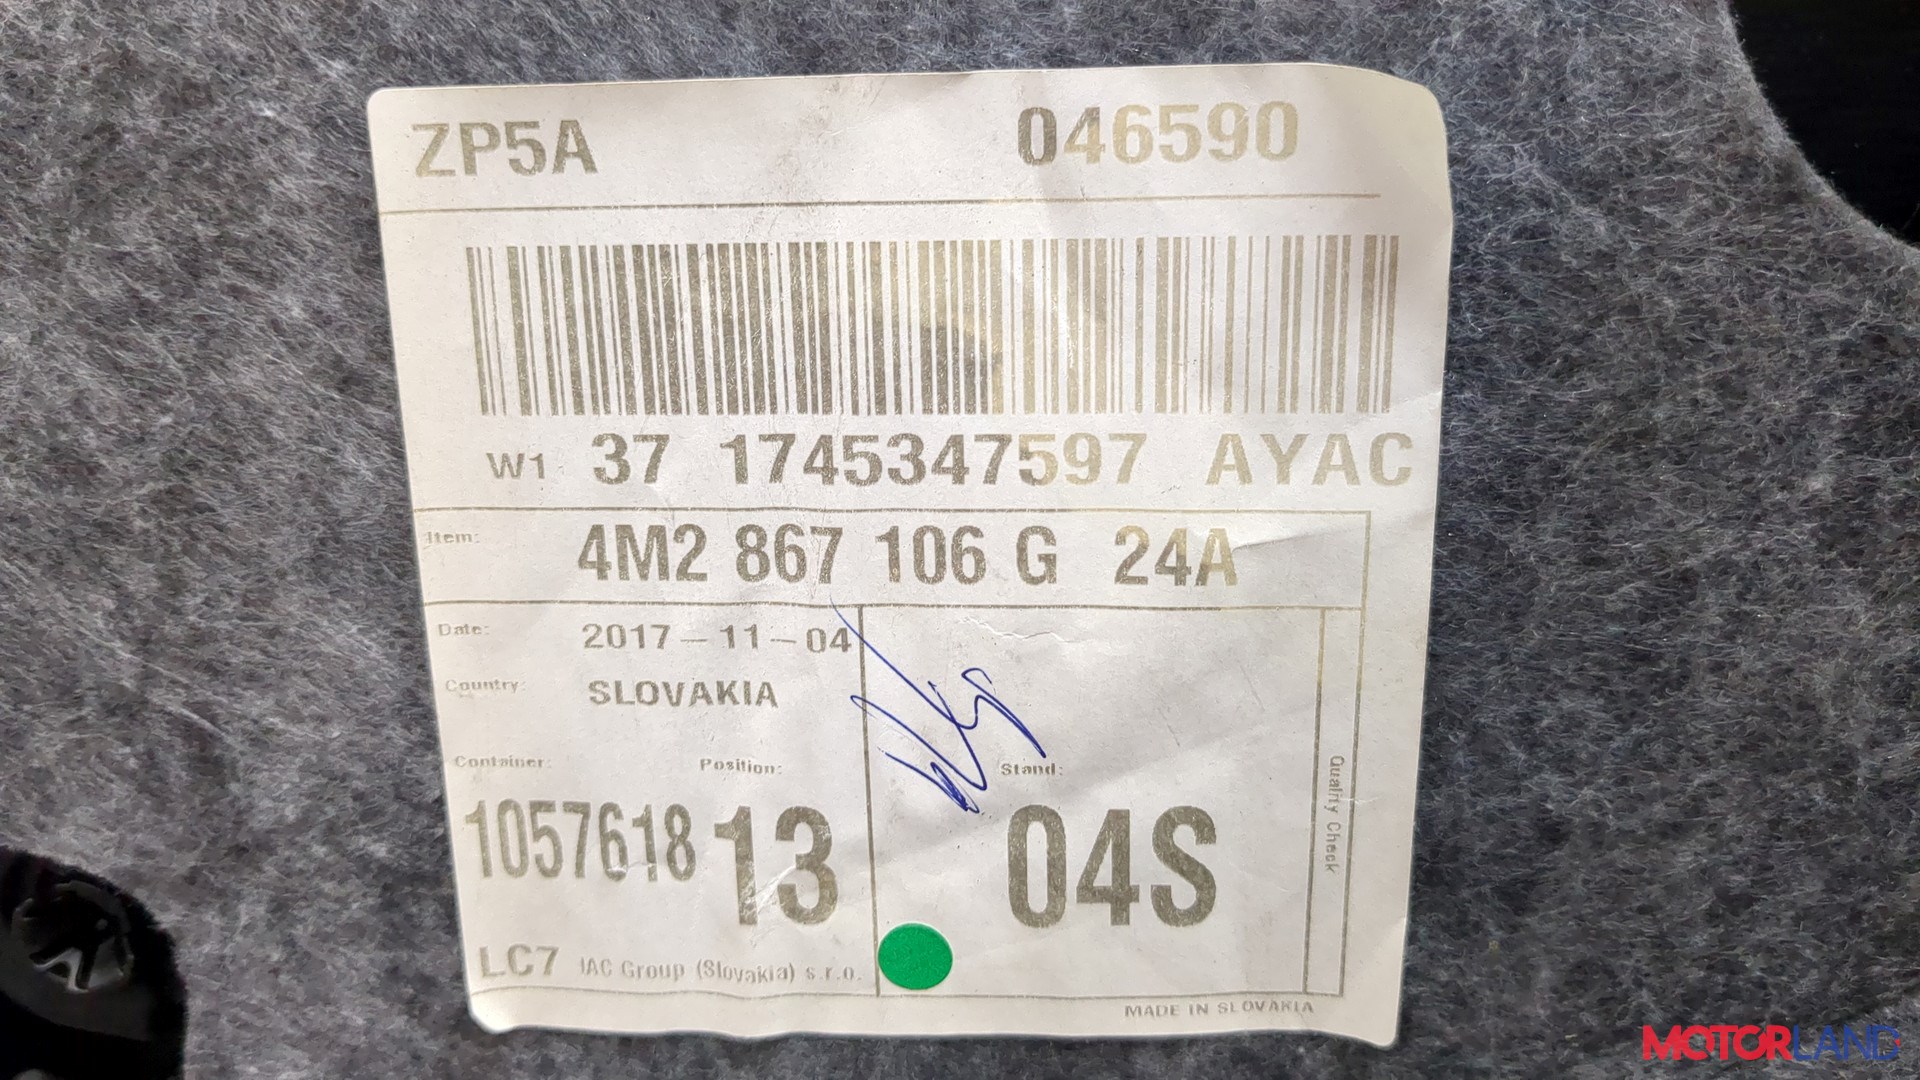 ZP5A 046590
W1 37 1745347597 AYAC
Item: 4M2 867 106 G 24A
Date: 2017-11-04
Country: SLOVAKIA
Container: Position: Stand:
1057618 13 04S
Quality Check
LC7 IAC Group (Slovakia) s.r.o.
MADE IN SLOVAKIA
MOTORLAND